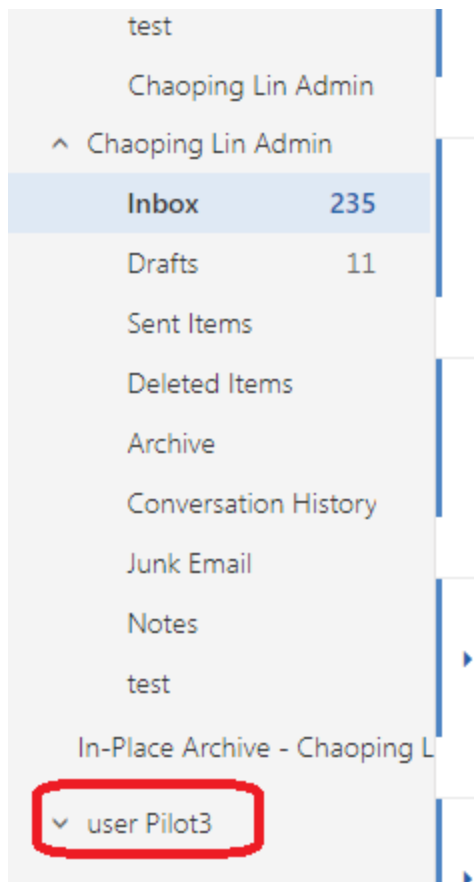 test
Chaoping Lin Admin
Chaoping Lin Admin
Inbox 235
Drafts 11
Sent Items
Deleted Items
Archive
Conversation History
Junk Email
Notes
test
In-Place Archive - Chaoping L
user Pilot3